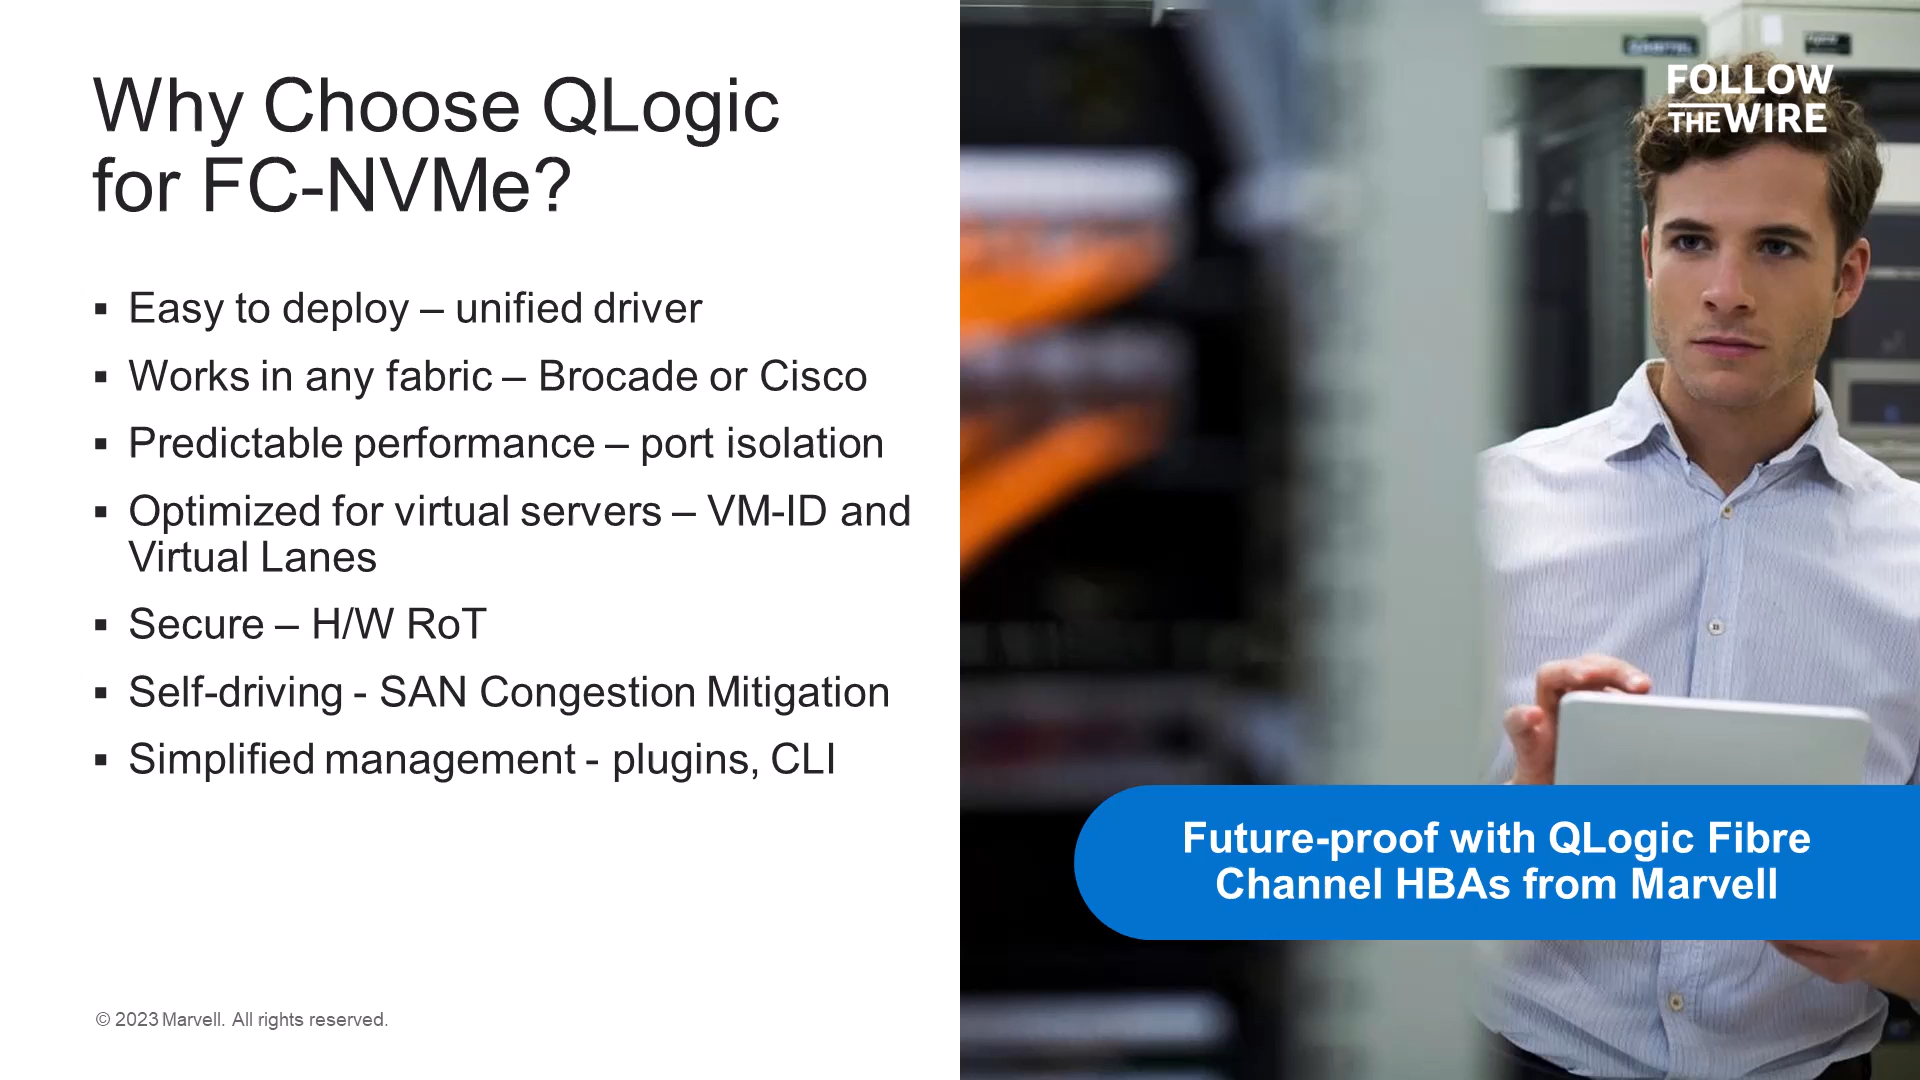 Why Choose QLogic
for FC-NVMe?
▪ Easy to deploy – unified driver
▪ Works in any fabric – Brocade or Cisco
▪ Predictable performance – port isolation
▪ Optimized for virtual servers – VM-ID and
Virtual Lanes
▪ Secure – H/W RoT
▪ Self-driving - SAN Congestion Mitigation
▪ Simplified management - plugins, CLI
© 2023 Marvell. All rights reserved.
FOLLOW
THE WIRE
Future-proof with QLogic Fibre
Channel HBAs from Marvell